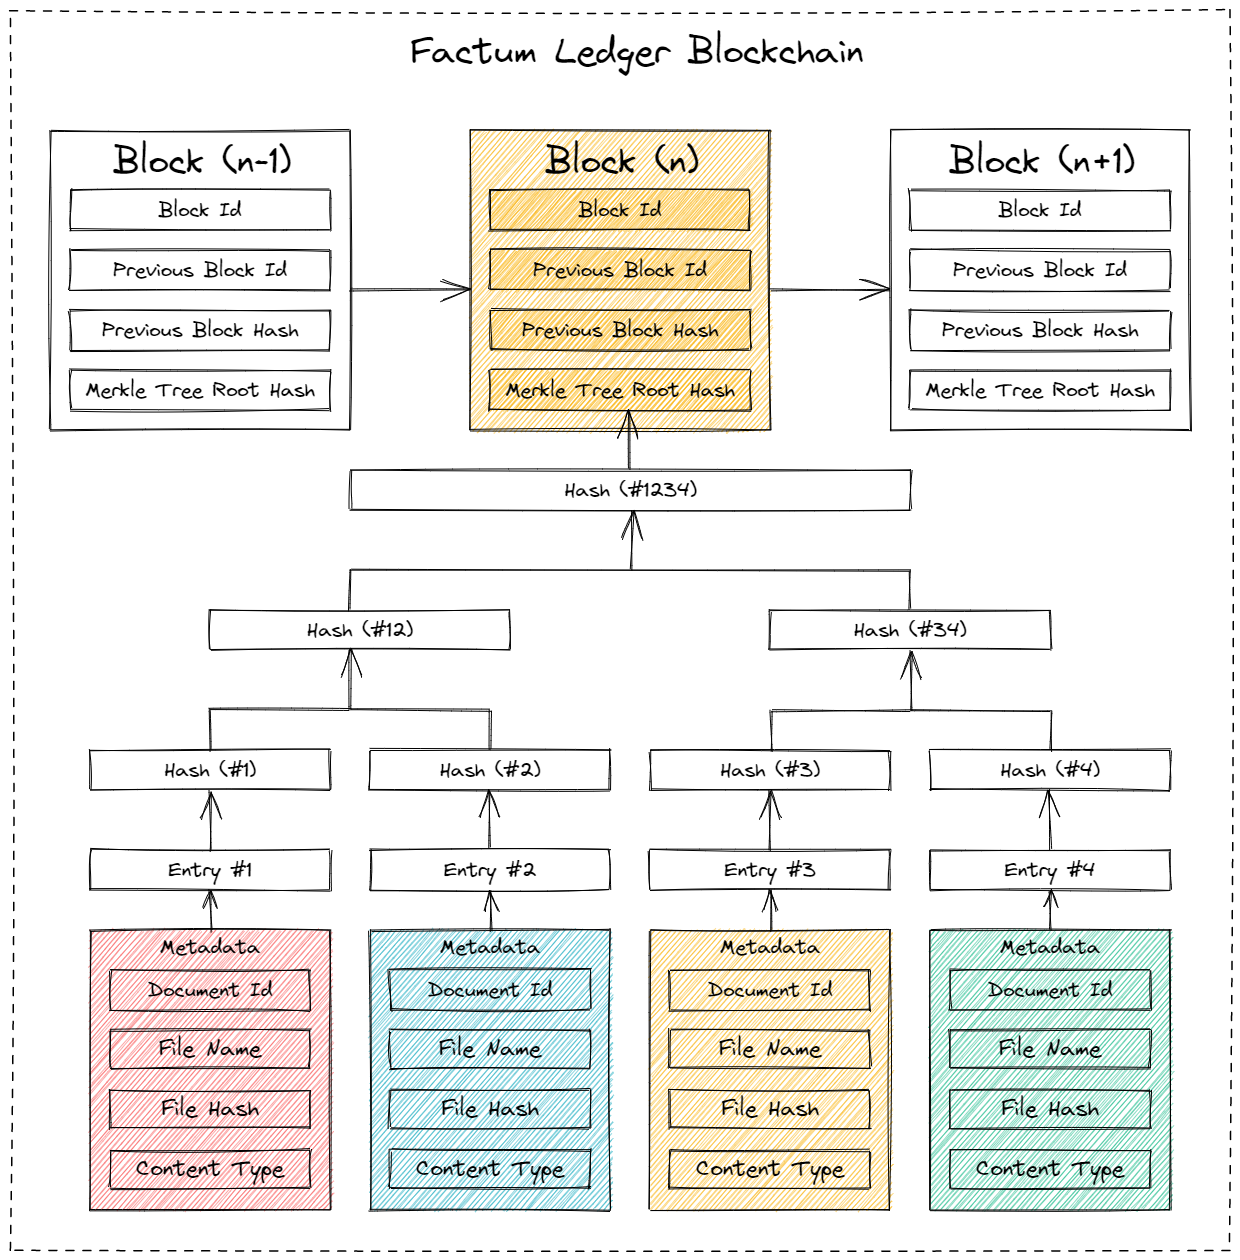 Factum Ledger Blockchain
Block (n-1)
Block Id
Previous Block Id
Previous Block Hash
Merkle Tree Root Hash
Block (n)
Block Id
Previous Block Id
Previous Block Hash
Merkle Tree Root Hash
Block (n+1)
Block Id
Previous Block Id
Previous Block Hash
Merkle Tree Root Hash
Hash (#1234)
Hash (#12)
Hash (#34)
Hash (#1)
Hash (#2)
Hash (#3)
Hash (#4)
Entry #1
Entry #2
Entry #3
Entry #4
Metadata
Document Id
File Name
File Hash
Content Type
Metadata
Document Id
File Name
File Hash
Content Type
Metadata
Document Id
File Name
File Hash
Content Type
Metadata
Document Id
File Name
File Hash
Content Type